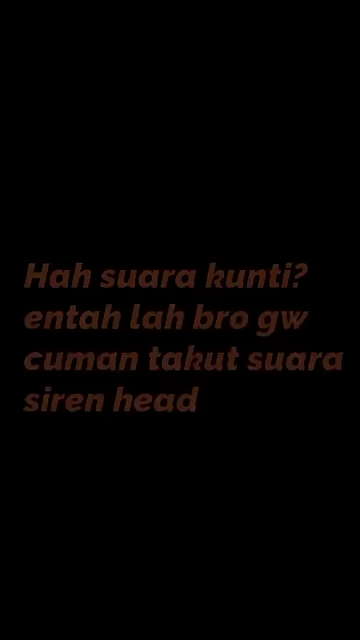 Hah suara kunti?
entah lah bro gw
cuman takut suara
siren head